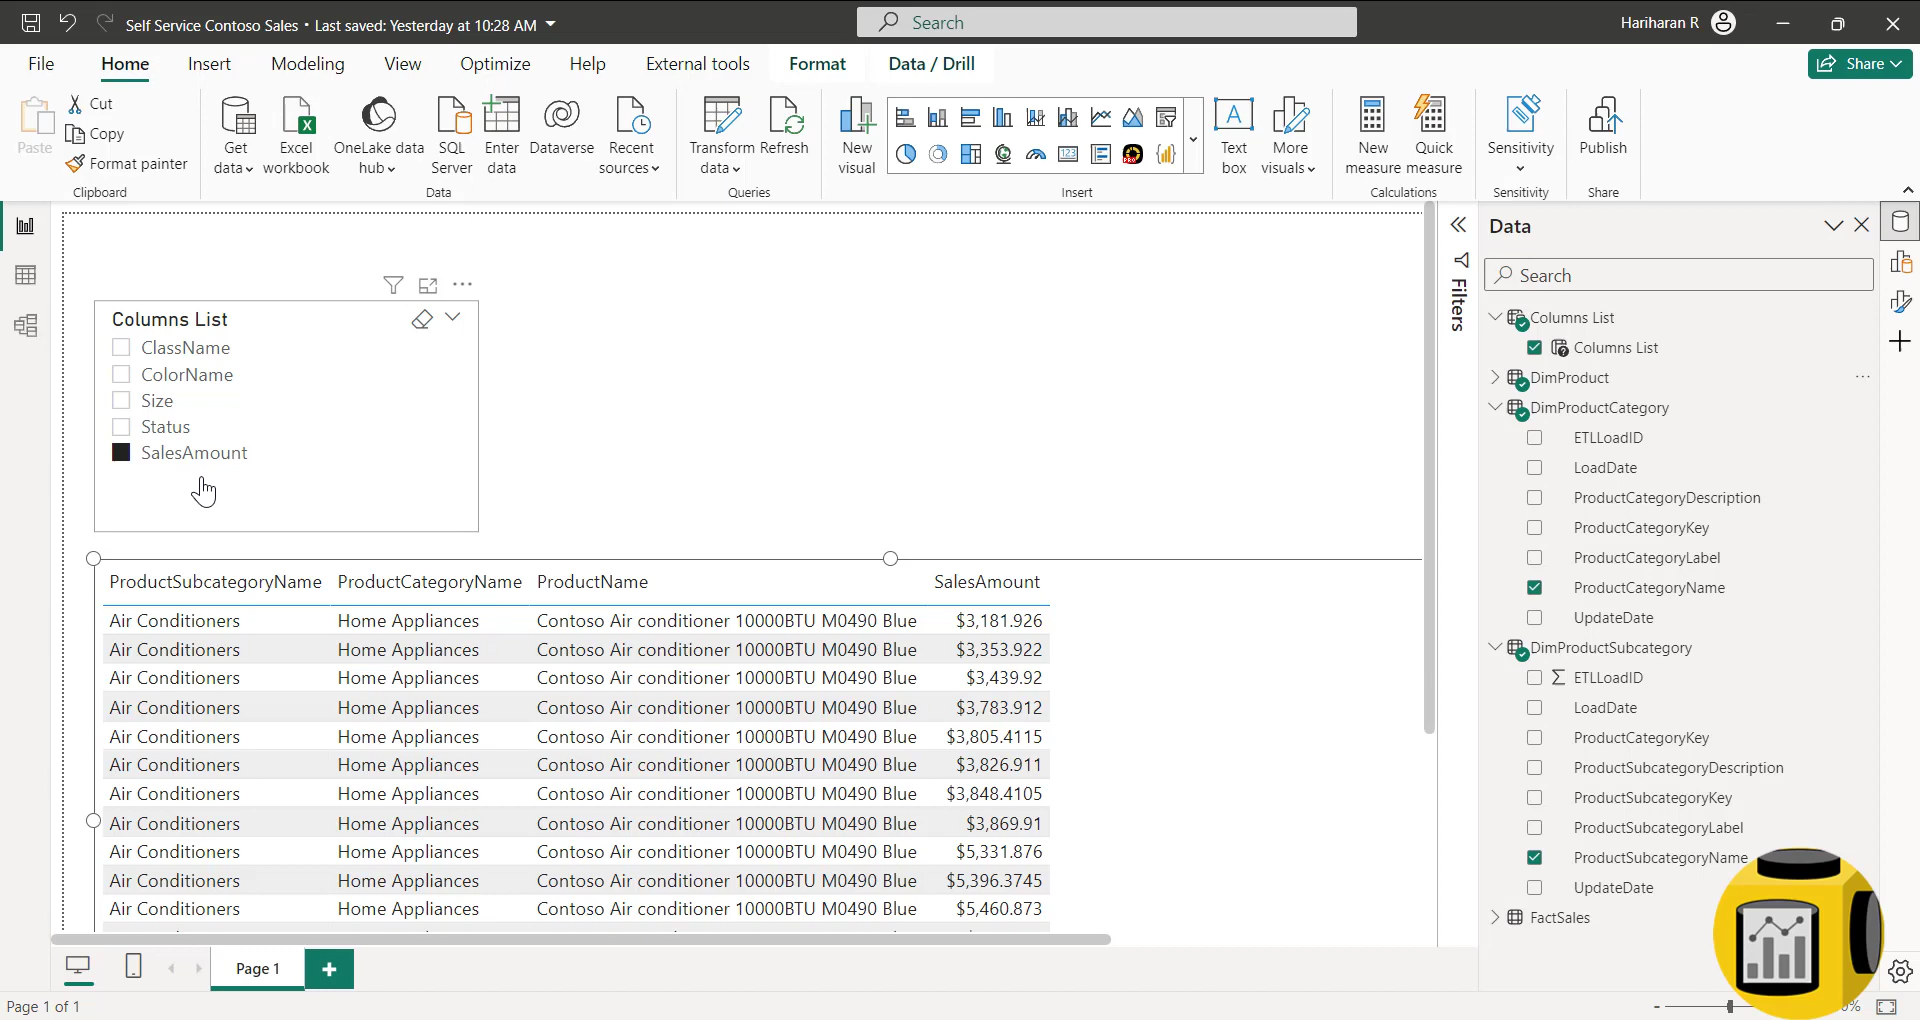 Self Service Contoso Sales • Last saved: Yesterday at 10:28 AM
Search
Hariharan R
File Home Insert Modeling View Optimize Help External tools Format Data / Drill
Share
Paste
Cut
Copy
Format painter
Clipboard
Get data
Excel workbook
OneLake data hub
SQL Server
Enter data
Dataverse
Recent sources
Data
Transform data
Refresh
Queries
New visual
123
PRO
Insert
A
Text box
More visuals
New measure
Quick measure
Calculations
Sensitivity
Sensitivity
Publish
Share
Columns List
ClassName
ColorName
Size
Status
SalesAmount
ProductSubcategoryName ProductCategoryName ProductName SalesAmount
Air Conditioners Home Appliances Contoso Air conditioner 10000BTU M0490 Blue $3,181.926
Air Conditioners Home Appliances Contoso Air conditioner 10000BTU M0490 Blue $3,353.922
Air Conditioners Home Appliances Contoso Air conditioner 10000BTU M0490 Blue $3,439.92
Air Conditioners Home Appliances Contoso Air conditioner 10000BTU M0490 Blue $3,783.912
Air Conditioners Home Appliances Contoso Air conditioner 10000BTU M0490 Blue $3,805.4115
Air Conditioners Home Appliances Contoso Air conditioner 10000BTU M0490 Blue $3,826.911
Air Conditioners Home Appliances Contoso Air conditioner 10000BTU M0490 Blue $3,848.4105
Air Conditioners Home Appliances Contoso Air conditioner 10000BTU M0490 Blue $3,869.91
Air Conditioners Home Appliances Contoso Air conditioner 10000BTU M0490 Blue $5,331.876
Air Conditioners Home Appliances Contoso Air conditioner 10000BTU M0490 Blue $5,396.3745
Air Conditioners Home Appliances Contoso Air conditioner 10000BTU M0490 Blue $5,460.873
Filters
Data
Search
Columns List
Columns List
DimProduct
DimProductCategory
ETLLoadID
LoadDate
ProductCategoryDescription
ProductCategoryKey
ProductCategoryLabel
ProductCategoryName
UpdateDate
DimProductSubcategory
ETLLoadID
LoadDate
ProductCategoryKey
ProductSubcategoryDescription
ProductSubcategoryKey
ProductSubcategoryLabel
ProductSubcategoryName
UpdateDate
FactSales
Page 1
Page 1 of 1